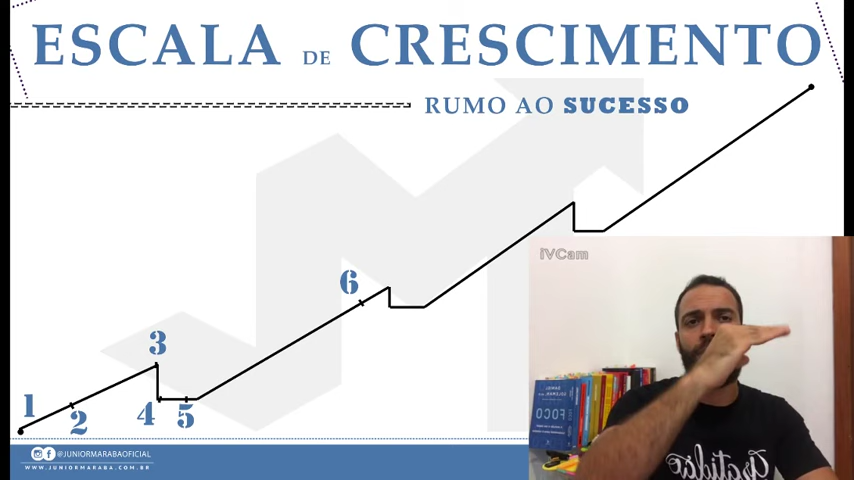 ESCALA DE CRESCIMENTO
RUMO AO SUCESSO
iVCam
6
3
1
2
4
5
FOCO
Gratidão
@JUNIORMARABAOFICIAL
WWW.JUNIORMARABA.COM.BR